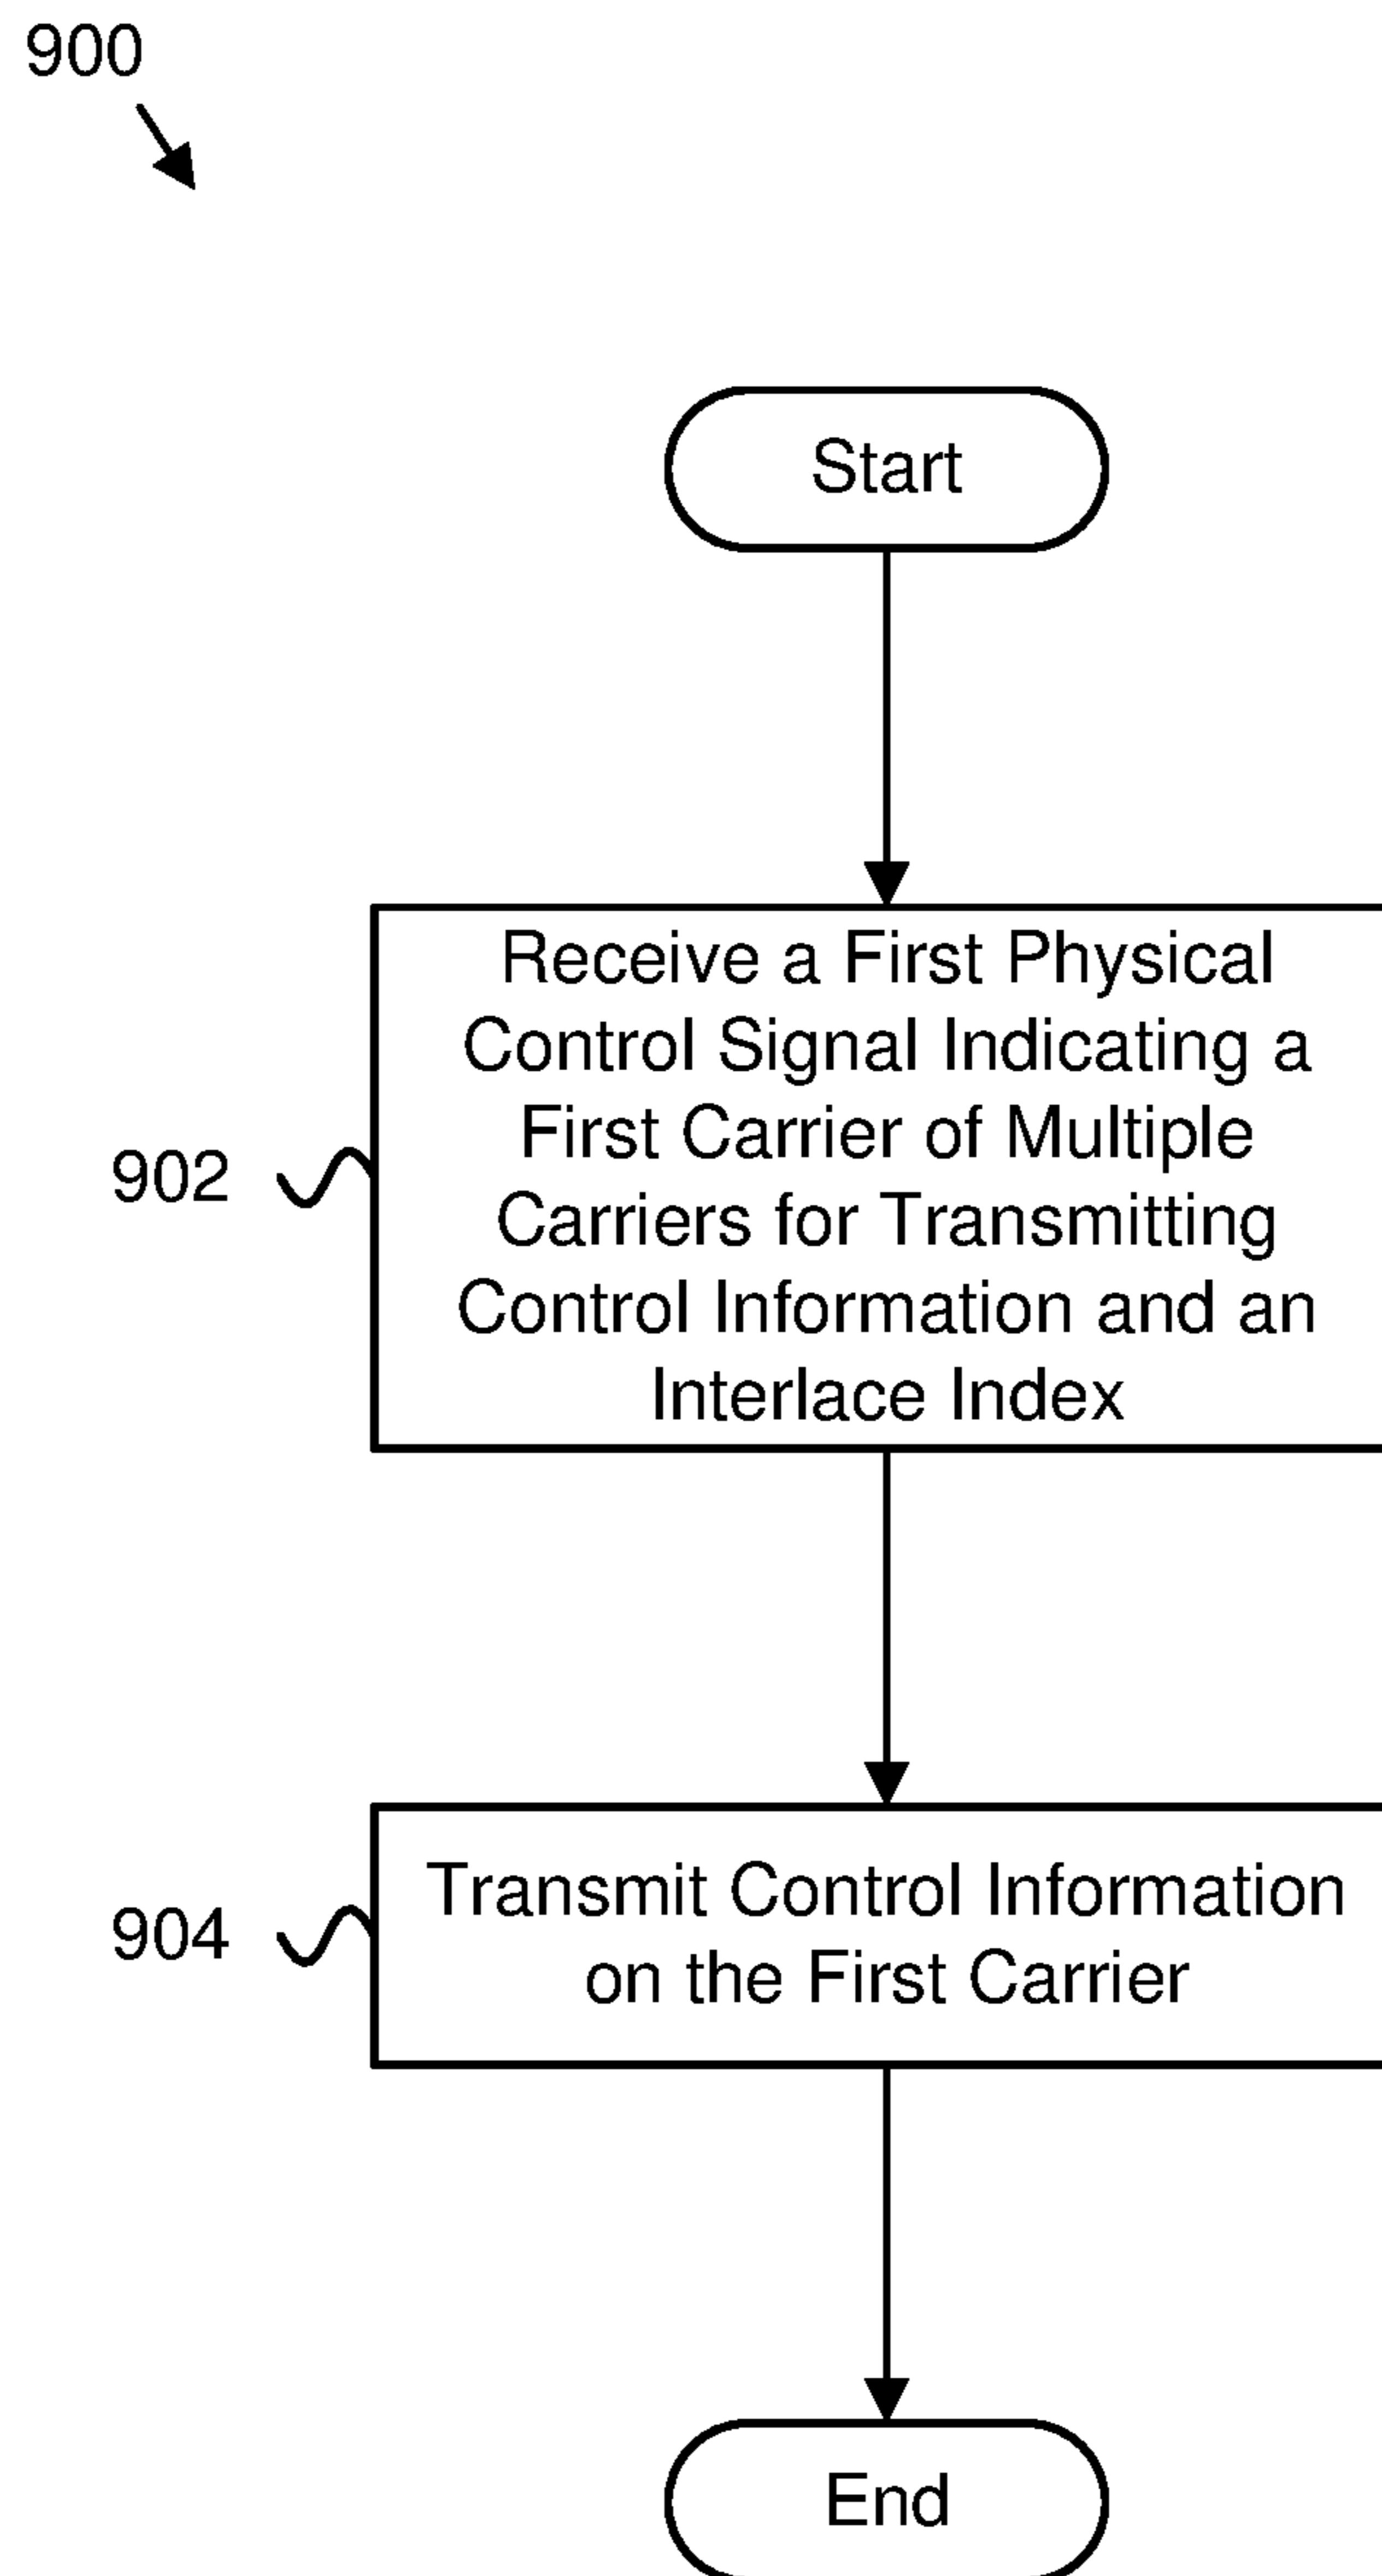 900
Start
902
Receive a First Physical
Control Signal Indicating a
First Carrier of Multiple
Carriers for Transmitting
Control Information and an
Interlace Index
904
Transmit Control Information
on the First Carrier
End